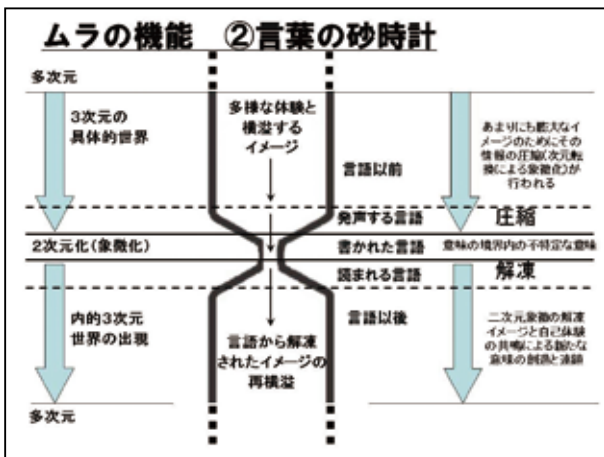 ムラの機能 ②言葉の砂時計
多次元
3次元の
具体的世界
多様な体験と
横溢する
イメージ
言語以前
あまりにも膨大なイ
メージのためにその
情報の圧縮(次元転
換による象徴化)が
行われる
発声する言語
圧縮
2次元化(象徴化)
書かれた言語
意味の境界内の不特定な意味
読まれる言語
解凍
内的3次元
世界の出現
言語から解凍
されたイメージの
再横溢
言語以後
二次元象徴の解凍
イメージと自己体験
の共鳴による新たな
意味の創造と連鎖
多次元